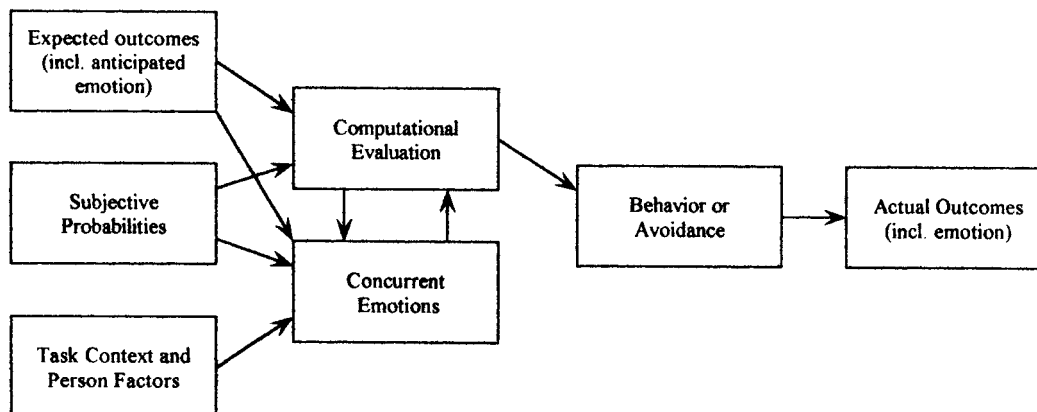 Expected outcomes
(incl. anticipated
emotion)
Computational
Evaluation
Subjective
Probabilities
Behavior or
Avoidance
Actual Outcomes
(incl. emotion)
Concurrent
Emotions
Task Context and
Person Factors